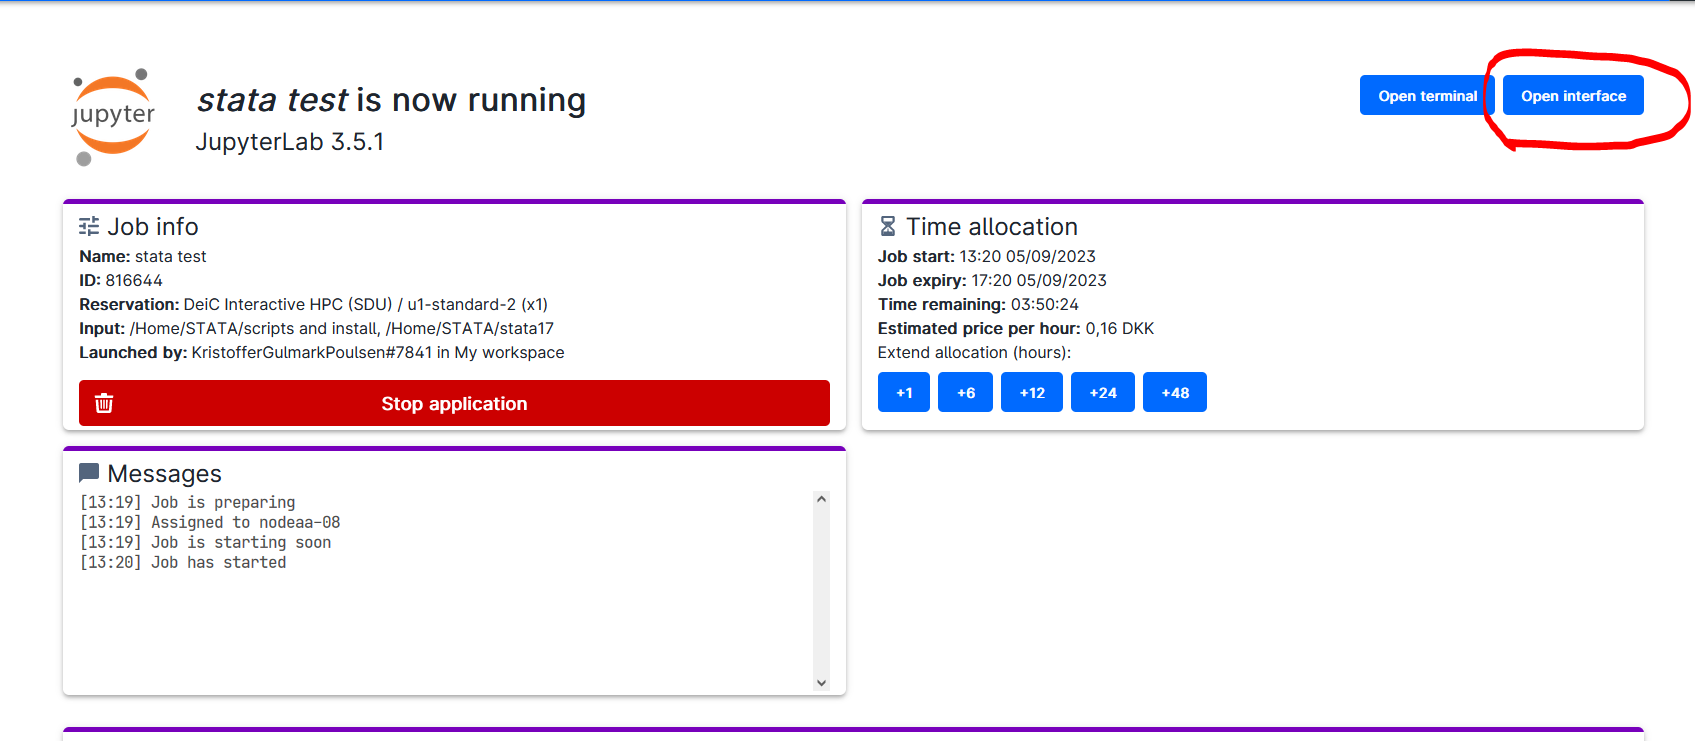 jupyter
stata test is now running
JupyterLab 3.5.1
Open terminal
Open interface
Job info
Name: stata test
ID: 816644
Reservation: DeiC Interactive HPC (SDU) / u1-standard-2 (x1)
Input: /Home/STATA/scripts and install, /Home/STATA/stata17
Launched by: KristofferGulmarkPoulsen#7841 in My workspace
Stop application
Time allocation
Job start: 13:20 05/09/2023
Job expiry: 17:20 05/09/2023
Time remaining: 03:50:24
Estimated price per hour: 0,16 DKK
Extend allocation (hours):
+1 +6 +12 +24 +48
Messages
[13:19] Job is preparing
[13:19] Assigned to nodeaa-08
[13:19] Job is starting soon
[13:20] Job has started